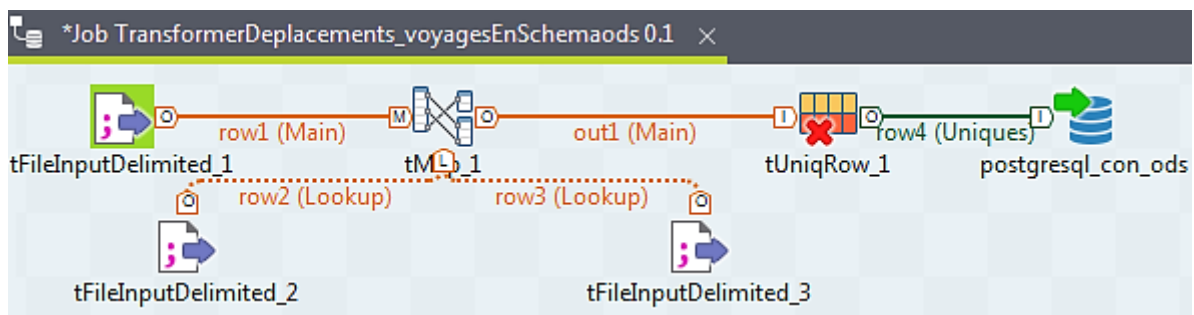 *Job TransformerDeplacements_voyagesEnSchemaods 0.1
O row1 (Main) M O out1 (Main) I O row4 (Uniques) I
tFileInputDelimited_1 tMap_1 L tUniqRow_1 postgresql_con_ods
O row2 (Lookup) row3 (Lookup) O
tFileInputDelimited_2 tFileInputDelimited_3